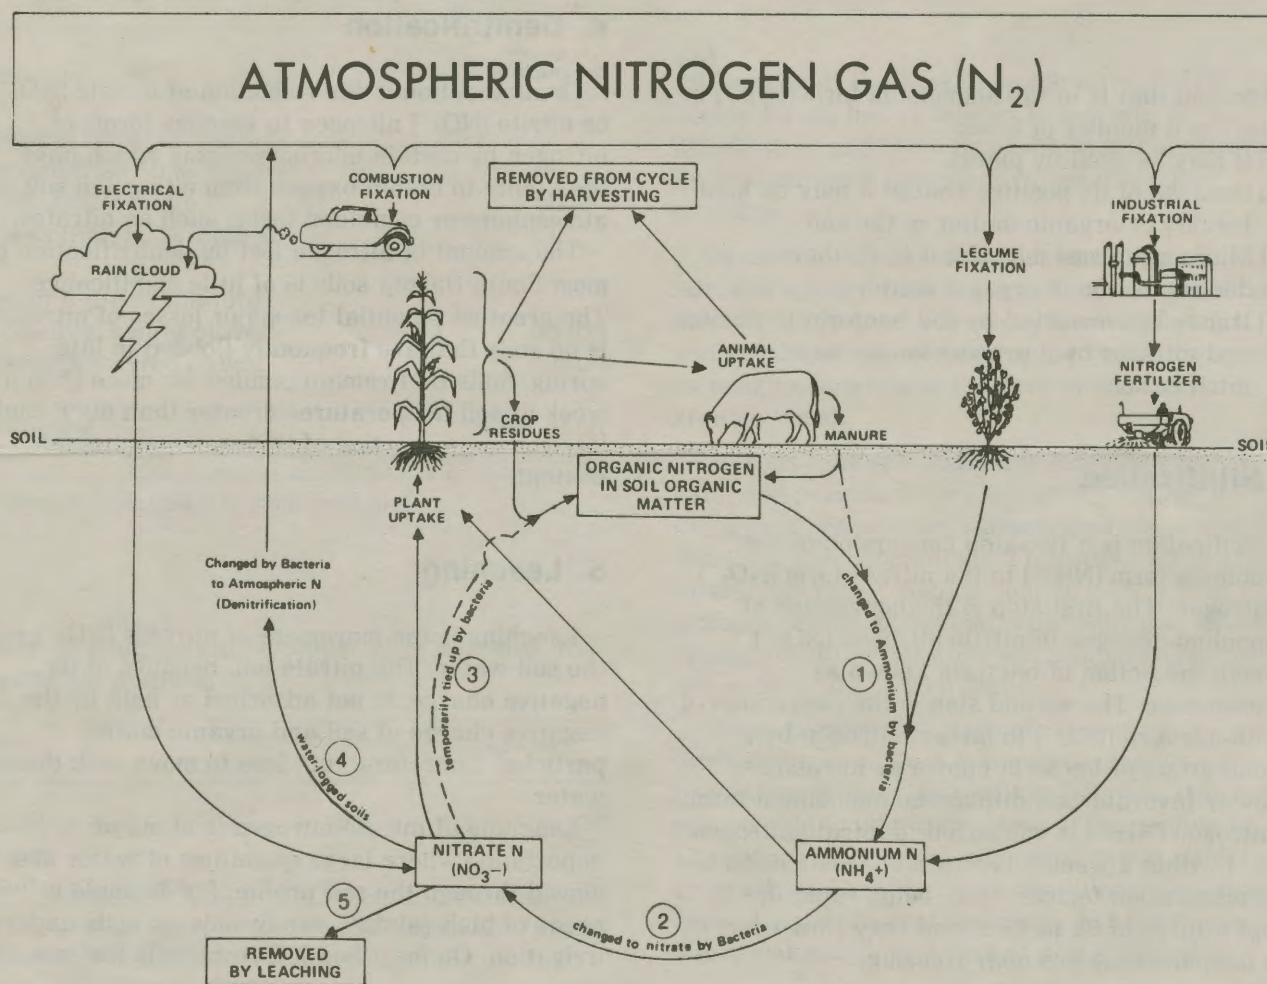 ATMOSPHERIC NITROGEN GAS (N2)
ELECTRICAL
FIXATION
RAIN CLOUD
COMBUSTION
FIXATION
REMOVED FROM CYCLE
BY HARVESTING
LEGUME
FIXATION
INDUSTRIAL
FIXATION
ANIMAL
UPTAKE
NITROGEN
FERTILIZER
CROP
RESIDUES
MANURE
SOIL
SOIL
ORGANIC NITROGEN
IN SOIL ORGANIC
MATTER
PLANT
UPTAKE
Changed by Bacteria
to Atmospheric N
(Denitrification)
temporarily tied up by bacteria
3
1
changed to Ammonium by bacteria
4
water-logged soils
NITRATE N
(NO3−)
AMMONIUM N
(NH4+)
5
2
changed to nitrate by Bacteria
REMOVED
BY LEACHING